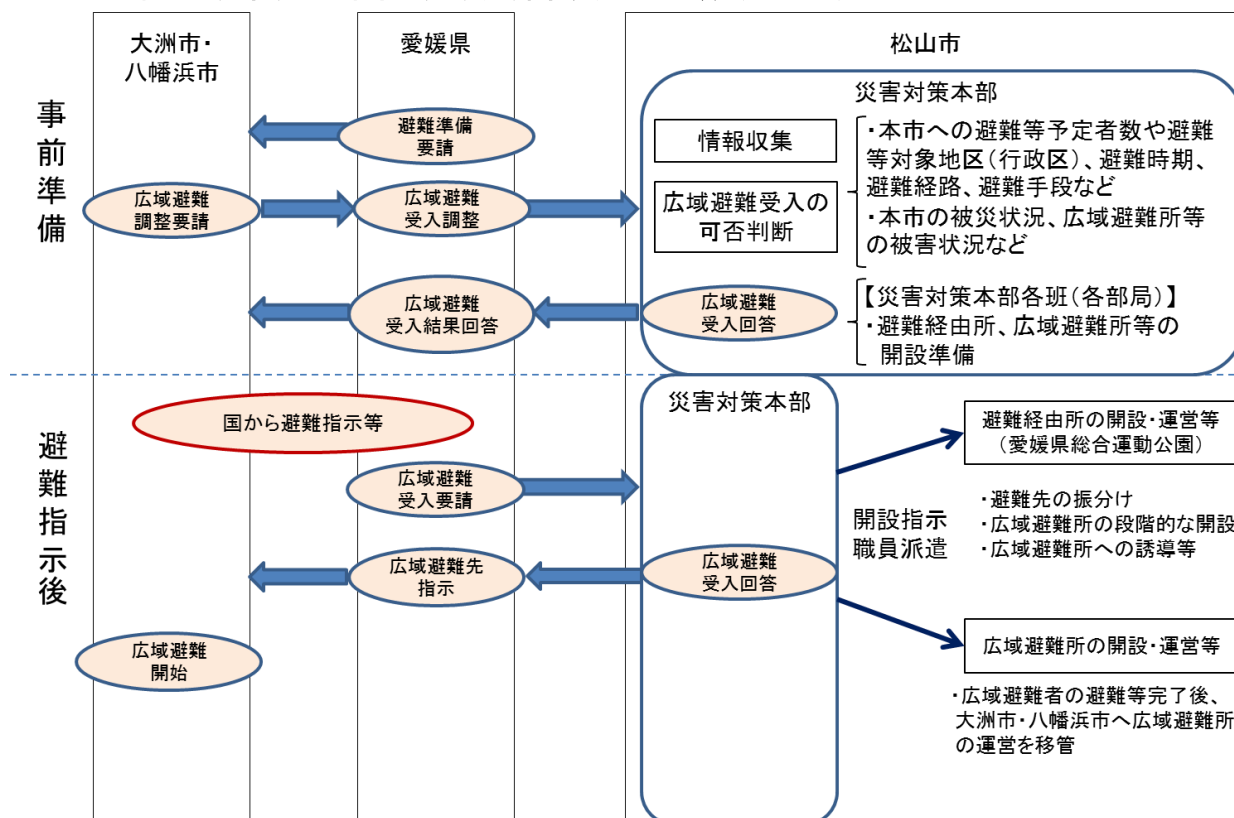 大洲市・
八幡浜市
愛媛県
松山市
事前準備
災害対策本部
避難準備
要請
情報収集
・本市への避難等予定者数や避難
等対象地区(行政区)、避難時期、
避難経路、避難手段など
・本市の被災状況、広域避難所等
の被害状況など
広域避難
調整要請
広域避難
受入調整
広域避難受入の
可否判断
広域避難
受入結果回答
広域避難
受入回答
【災害対策本部各班(各部局)】
・避難経由所、広域避難所等の
開設準備
避難指示後
国から避難指示等
災害対策本部
避難経由所の開設・運営等
(愛媛県総合運動公園)
広域避難
受入要請
開設指示
職員派遣
・避難先の振分け
・広域避難所の段階的な開設
・広域避難所への誘導等
広域避難先
指示
広域避難
受入回答
広域避難
開始
広域避難所の開設・運営等
・広域避難者の避難等完了後、
大洲市・八幡浜市へ広域避難所
の運営を移管